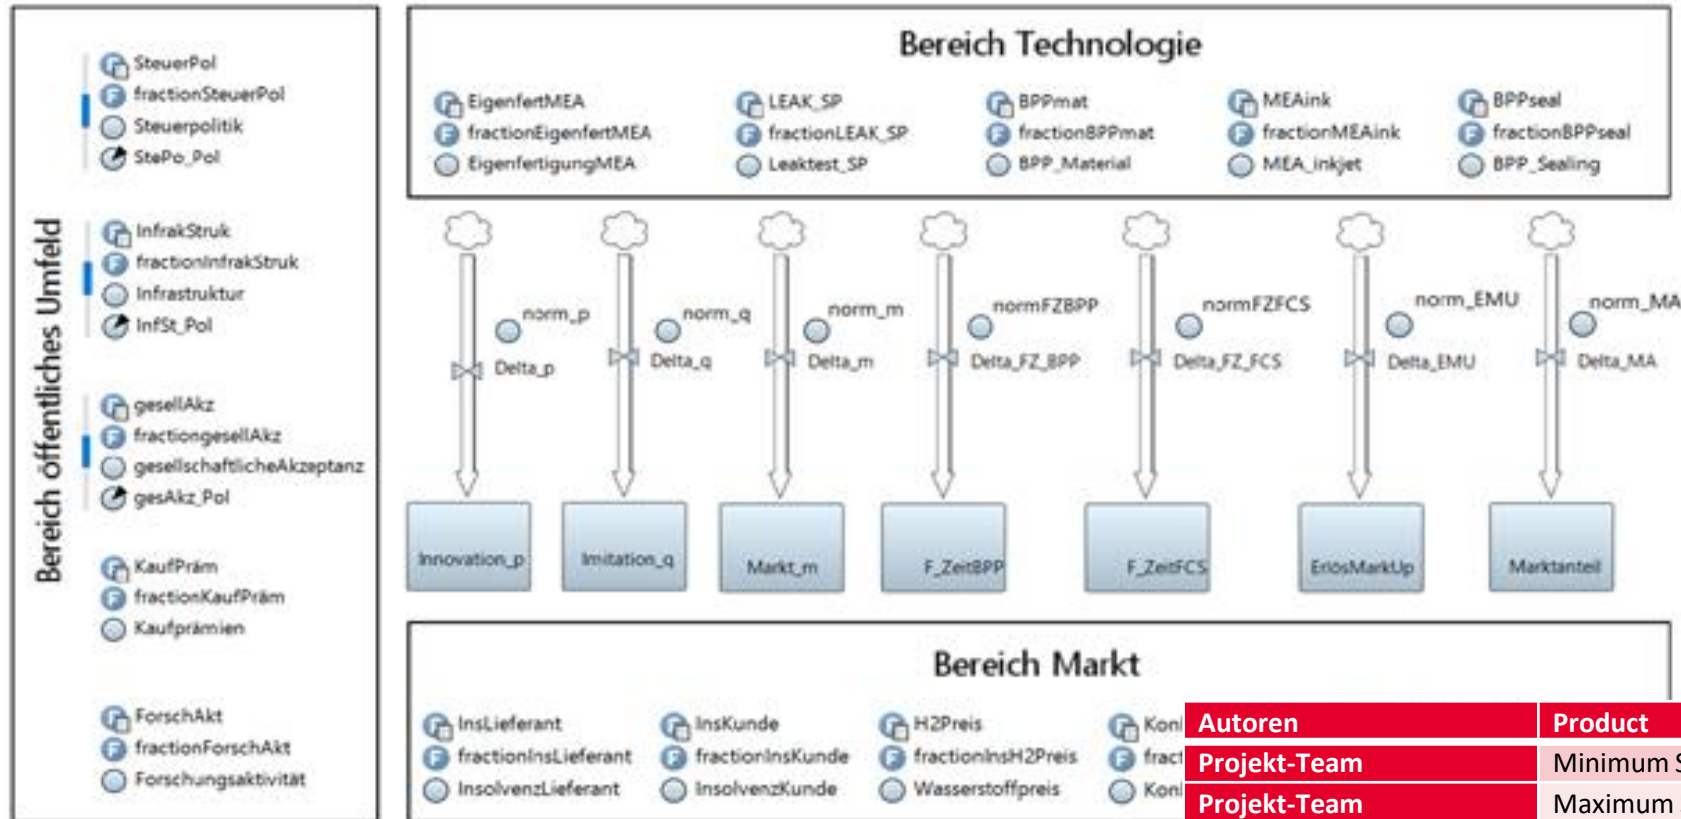 Bereich öffentliches Umfeld
SteuerPol
fractionSteuerPol
Steuerpolitik
StePo_Pol
InfrakStruk
fractionInfrakStruk
Infrastruktur
InfSt_Pol
gesellAkz
fractiongesellAkz
gesellschaftlicheAkzeptanz
gesAkz_Pol
KaufPräm
fractionKaufPräm
Kaufprämien
ForschAkt
fractionForschAkt
Forschungsaktivität
Bereich Technologie
EigenfertMEA
fractionEigenfertMEA
EigenfertigungMEA
LEAK_SP
fractionLEAK_SP
Leaktest_SP
BPPmat
fractionBPPmat
BPP_Material
MEAink
fractionMEAink
MEA_inkjet
BPPseal
fractionBPPseal
BPP_Sealing
norm_p
Delta_p
norm_q
Delta_q
norm_m
Delta_m
normFZBPP
Delta_FZ_BPP
normFZFCS
Delta_FZ_FCS
norm_EMU
Delta_EMU
norm_MA
Delta_MA
Innovation_p
Imitation_q
Markt_m
F_ZeitBPP
F_ZeitFCS
ErlösMarkUp
Marktanteil
Bereich Markt
InsLieferant
fractionInsLieferant
InsolvenzLieferant
InsKunde
fractionInsKunde
InsolvenzKunde
H2Preis
fractionInsH2Preis
Wasserstoffpreis
Kon
fract
Kon
Autoren Product
Projekt-Team Minimum S
Projekt-Team Maximum